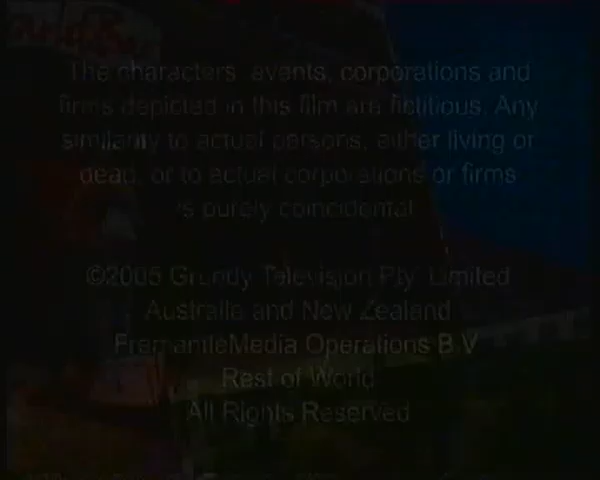 The characters, events, corporations and
firms depicted in this film are fictitious. Any
similarity to actual persons, either living or
dead, or to actual corporations or firms
is purely coincidental.
©2005 Grundy Television Pty. Limited
Australia and New Zealand
FremantleMedia Operations B.V.
Rest of World
All Rights Reserved